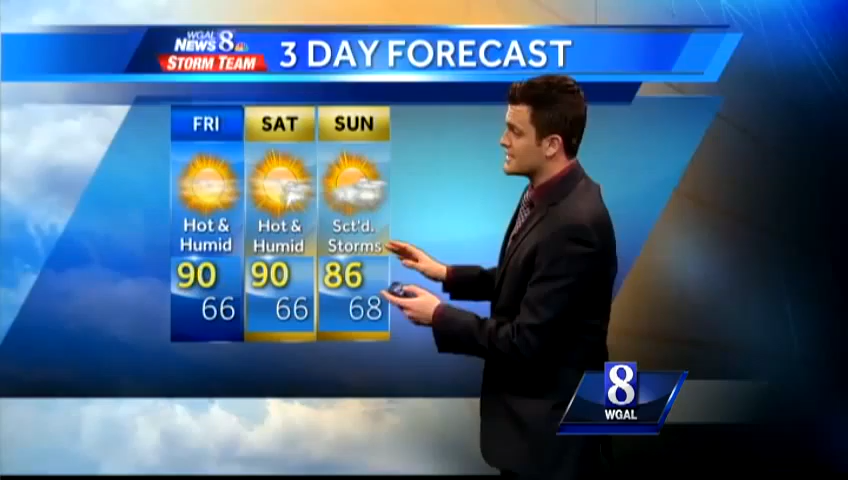 WGAL
NEWS 8
STORM TEAM
3 DAY FORECAST
FRI SAT SUN
Hot & Humid
Hot & Humid
Sct'd. Storms
90 90 86
66 66 68
8
WGAL